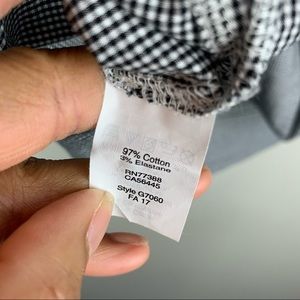 97% Cotton
3% Elastane
RN77388
CA56445
Style G7060
FA 17